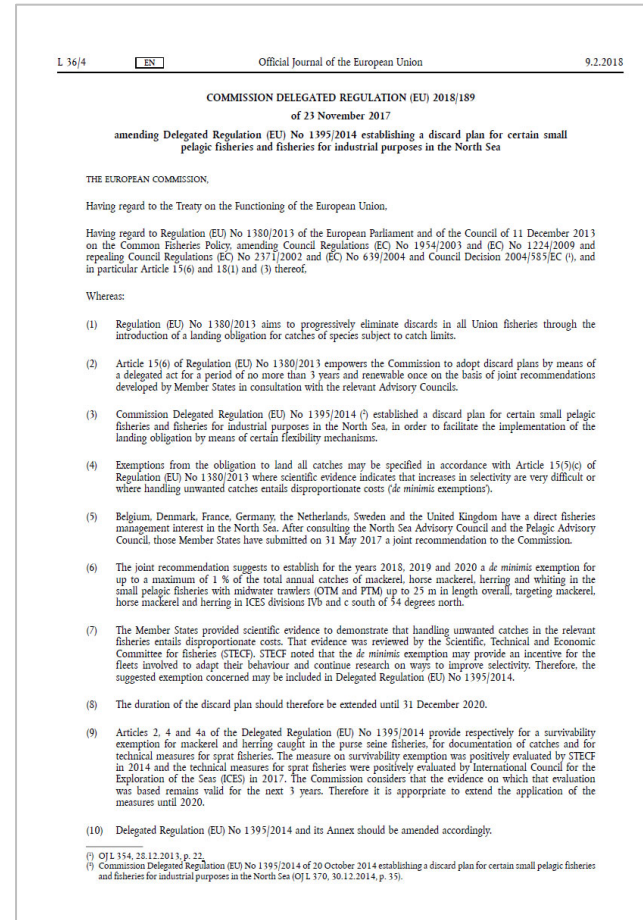 L 36/4 EN Official Journal of the European Union 9.2.2018
COMMISSION DELEGATED REGULATION (EU) 2018/189
of 23 November 2017
amending Delegated Regulation (EU) No 1395/2014 establishing a discard plan for certain small
pelagic fisheries and fisheries for industrial purposes in the North Sea
THE EUROPEAN COMMISSION,
Having regard to the Treaty on the Functioning of the European Union,
Having regard to Regulation (EU) No 1380/2013 of the European Parliament and of the Council of 11 December 2013
on the Common Fisheries Policy, amending Council Regulations (EC) No 1954/2003 and (EC) No 1224/2009 and
repealing Council Regulations (EC) No 2371/2002 and (EC) No 639/2004 and Council Decision 2004/585/EC (¹), and
in particular Article 15(6) and 18(1) and (3) thereof,
Whereas:
(1) Regulation (EU) No 1380/2013 aims to progressively eliminate discards in all Union fisheries through the
introduction of a landing obligation for catches of species subject to catch limits.
(2) Article 15(6) of Regulation (EU) No 1380/2013 empowers the Commission to adopt discard plans by means of
a delegated act for a period of no more than 3 years and renewable once on the basis of joint recommendations
developed by Member States in consultation with the relevant Advisory Councils.
(3) Commission Delegated Regulation (EU) No 1395/2014 (²) established a discard plan for certain small pelagic
fisheries and fisheries for industrial purposes in the North Sea, in order to facilitate the implementation of the
landing obligation by means of certain flexibility mechanisms.
(4) Exemptions from the obligation to land all catches may be specified in accordance with Article 15(5)(c) of
Regulation (EU) No 1380/2013 where scientific evidence indicates that increases in selectivity are very difficult or
where handling unwanted catches entails disproportionate costs ('de minimis exemptions').
(5) Belgium, Denmark, France, Germany, the Netherlands, Sweden and the United Kingdom have a direct fisheries
management interest in the North Sea. After consulting the North Sea Advisory Council and the Pelagic Advisory
Council, those Member States have submitted on 31 May 2017 a joint recommendation to the Commission.
(6) The joint recommendation suggests to establish for the years 2018, 2019 and 2020 a de minimis exemption for
up to a maximum of 1 % of the total annual catches of mackerel, horse mackerel, herring and whiting in the
small pelagic fisheries with midwater trawlers (OTM and PTM) up to 25 m in length overall, targeting mackerel,
horse mackerel and herring in ICES divisions IVb and c south of 54 degrees north.
(7) The Member States provided scientific evidence to demonstrate that handling unwanted catches in the relevant
fisheries entails disproportionate costs. That evidence was reviewed by the Scientific, Technical and Economic
Committee for fisheries (STECF). STECF noted that the de minimis exemption may provide an incentive for the
fleets involved to adapt their behaviour and continue research on ways to improve selectivity. Therefore, the
suggested exemption concerned may be included in Delegated Regulation (EU) No 1395/2014.
(8) The duration of the discard plan should therefore be extended until 31 December 2020.
(9) Articles 2, 4 and 4a of the Delegated Regulation (EU) No 1395/2014 provide respectively for a survivability
exemption for mackerel and herring caught in the purse seine fisheries, for documentation of catches and for
technical measures for sprat fisheries. The measure on survivability exemption was positively evaluated by STECF
in 2014 and the technical measures for sprat fisheries were positively evaluated by International Council for the
Exploration of the Seas (ICES) in 2017. The Commission considers that the evidence on which that evaluation
was based remains valid for the next 3 years. Therefore it is apporpriate to extend the application of the
measures until 2020.
(10) Delegated Regulation (EU) No 1395/2014 and its Annex should be amended accordingly.
(¹) OJ L 354, 28.12.2013, p. 22.
(²) Commission Delegated Regulation (EU) No 1395/2014 of 20 October 2014 establishing a discard plan for certain small pelagic fisheries
and fisheries for industrial purposes in the North Sea (OJ L 370, 30.12.2014, p. 35).